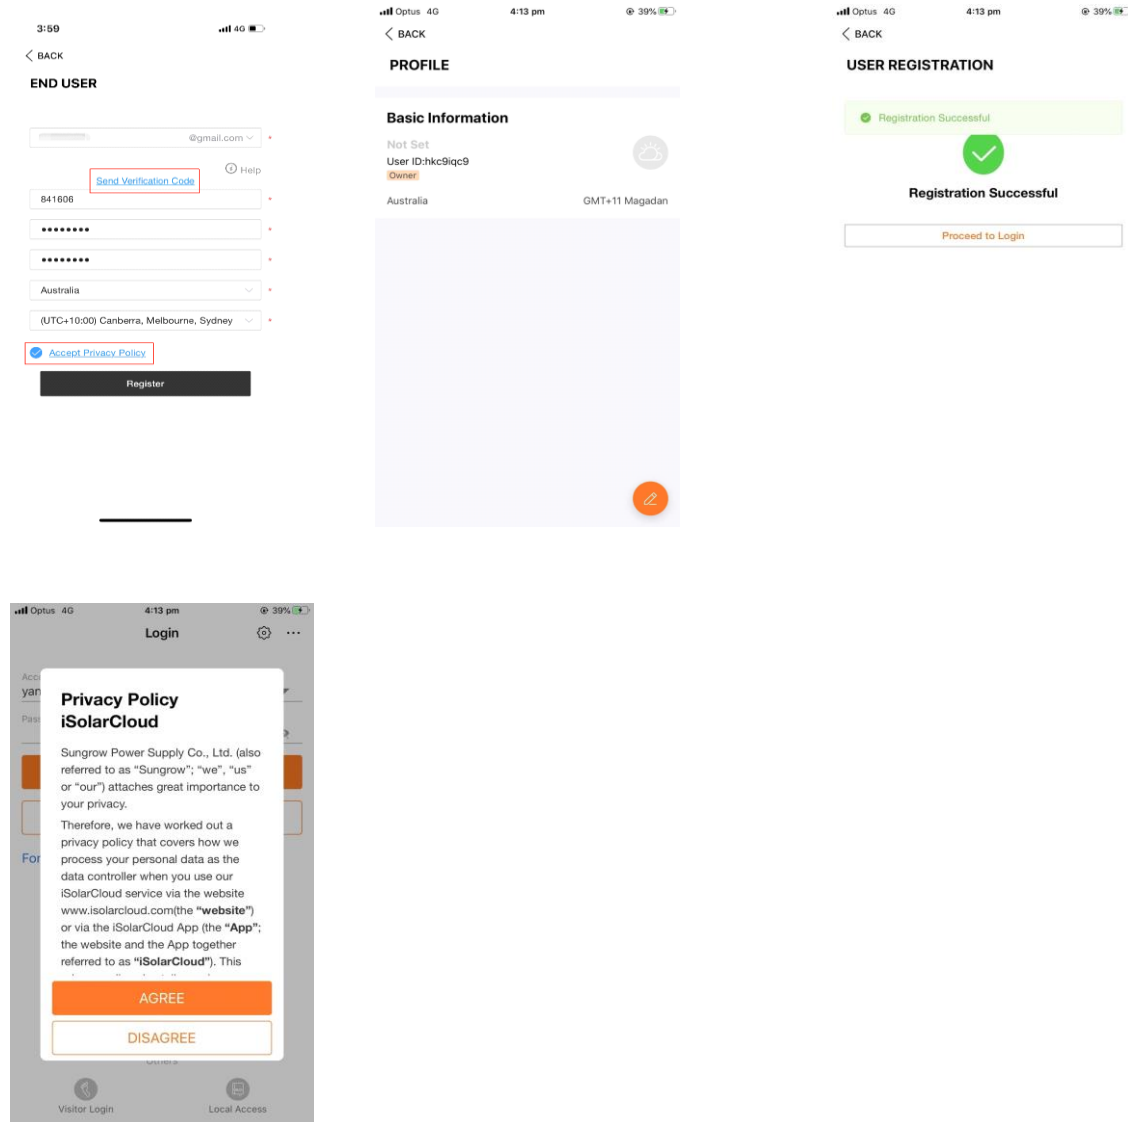 3:59
4G
BACK
END USER
@gmail.com *
Help
Send Verification Code
841606 *
•••••••• *
•••••••• *
Australia *
(UTC+10:00) Canberra, Melbourne, Sydney *
Accept Privacy Policy
Register
Optus 4G 4:13 pm 39%
BACK
PROFILE
Basic Information
Not Set
User ID:hkc9iqc9
Owner
Australia GMT+11 Magadan
Optus 4G 4:13 pm 39%
BACK
USER REGISTRATION
Registration Successful
Registration Successful
Proceed to Login
Optus 4G 4:13 pm 39%
Login
Acc
yan
Pas
For
Privacy Policy
iSolarCloud
Sungrow Power Supply Co., Ltd. (also
referred to as “Sungrow”; “we”, “us”
or “our”) attaches great importance to
your privacy.
Therefore, we have worked out a
privacy policy that covers how we
process your personal data as the
data controller when you use our
iSolarCloud service via the website
www.isolarcloud.com(the “website”)
or via the iSolarCloud App (the “App”;
the website and the App together
referred to as “iSolarCloud”). This
AGREE
DISAGREE
Others
Visitor Login Local Access